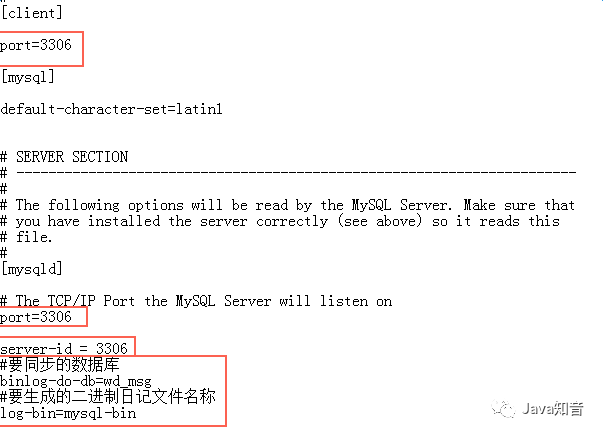 [client]
port=3306
[mysql]
default-character-set=latin1
# SERVER SECTION
# ----------------------------------------------------------------------
#
# The following options will be read by the MySQL Server. Make sure that
# you have installed the server correctly (see above) so it reads this
# file.
#
[mysqld]
# The TCP/IP Port the MySQL Server will listen on
port=3306
server-id = 3306
#要同步的数据库
binlog-do-db=wd_msg
#要生成的二进制日记文件名称
log-bin=mysql-bin
Java知音